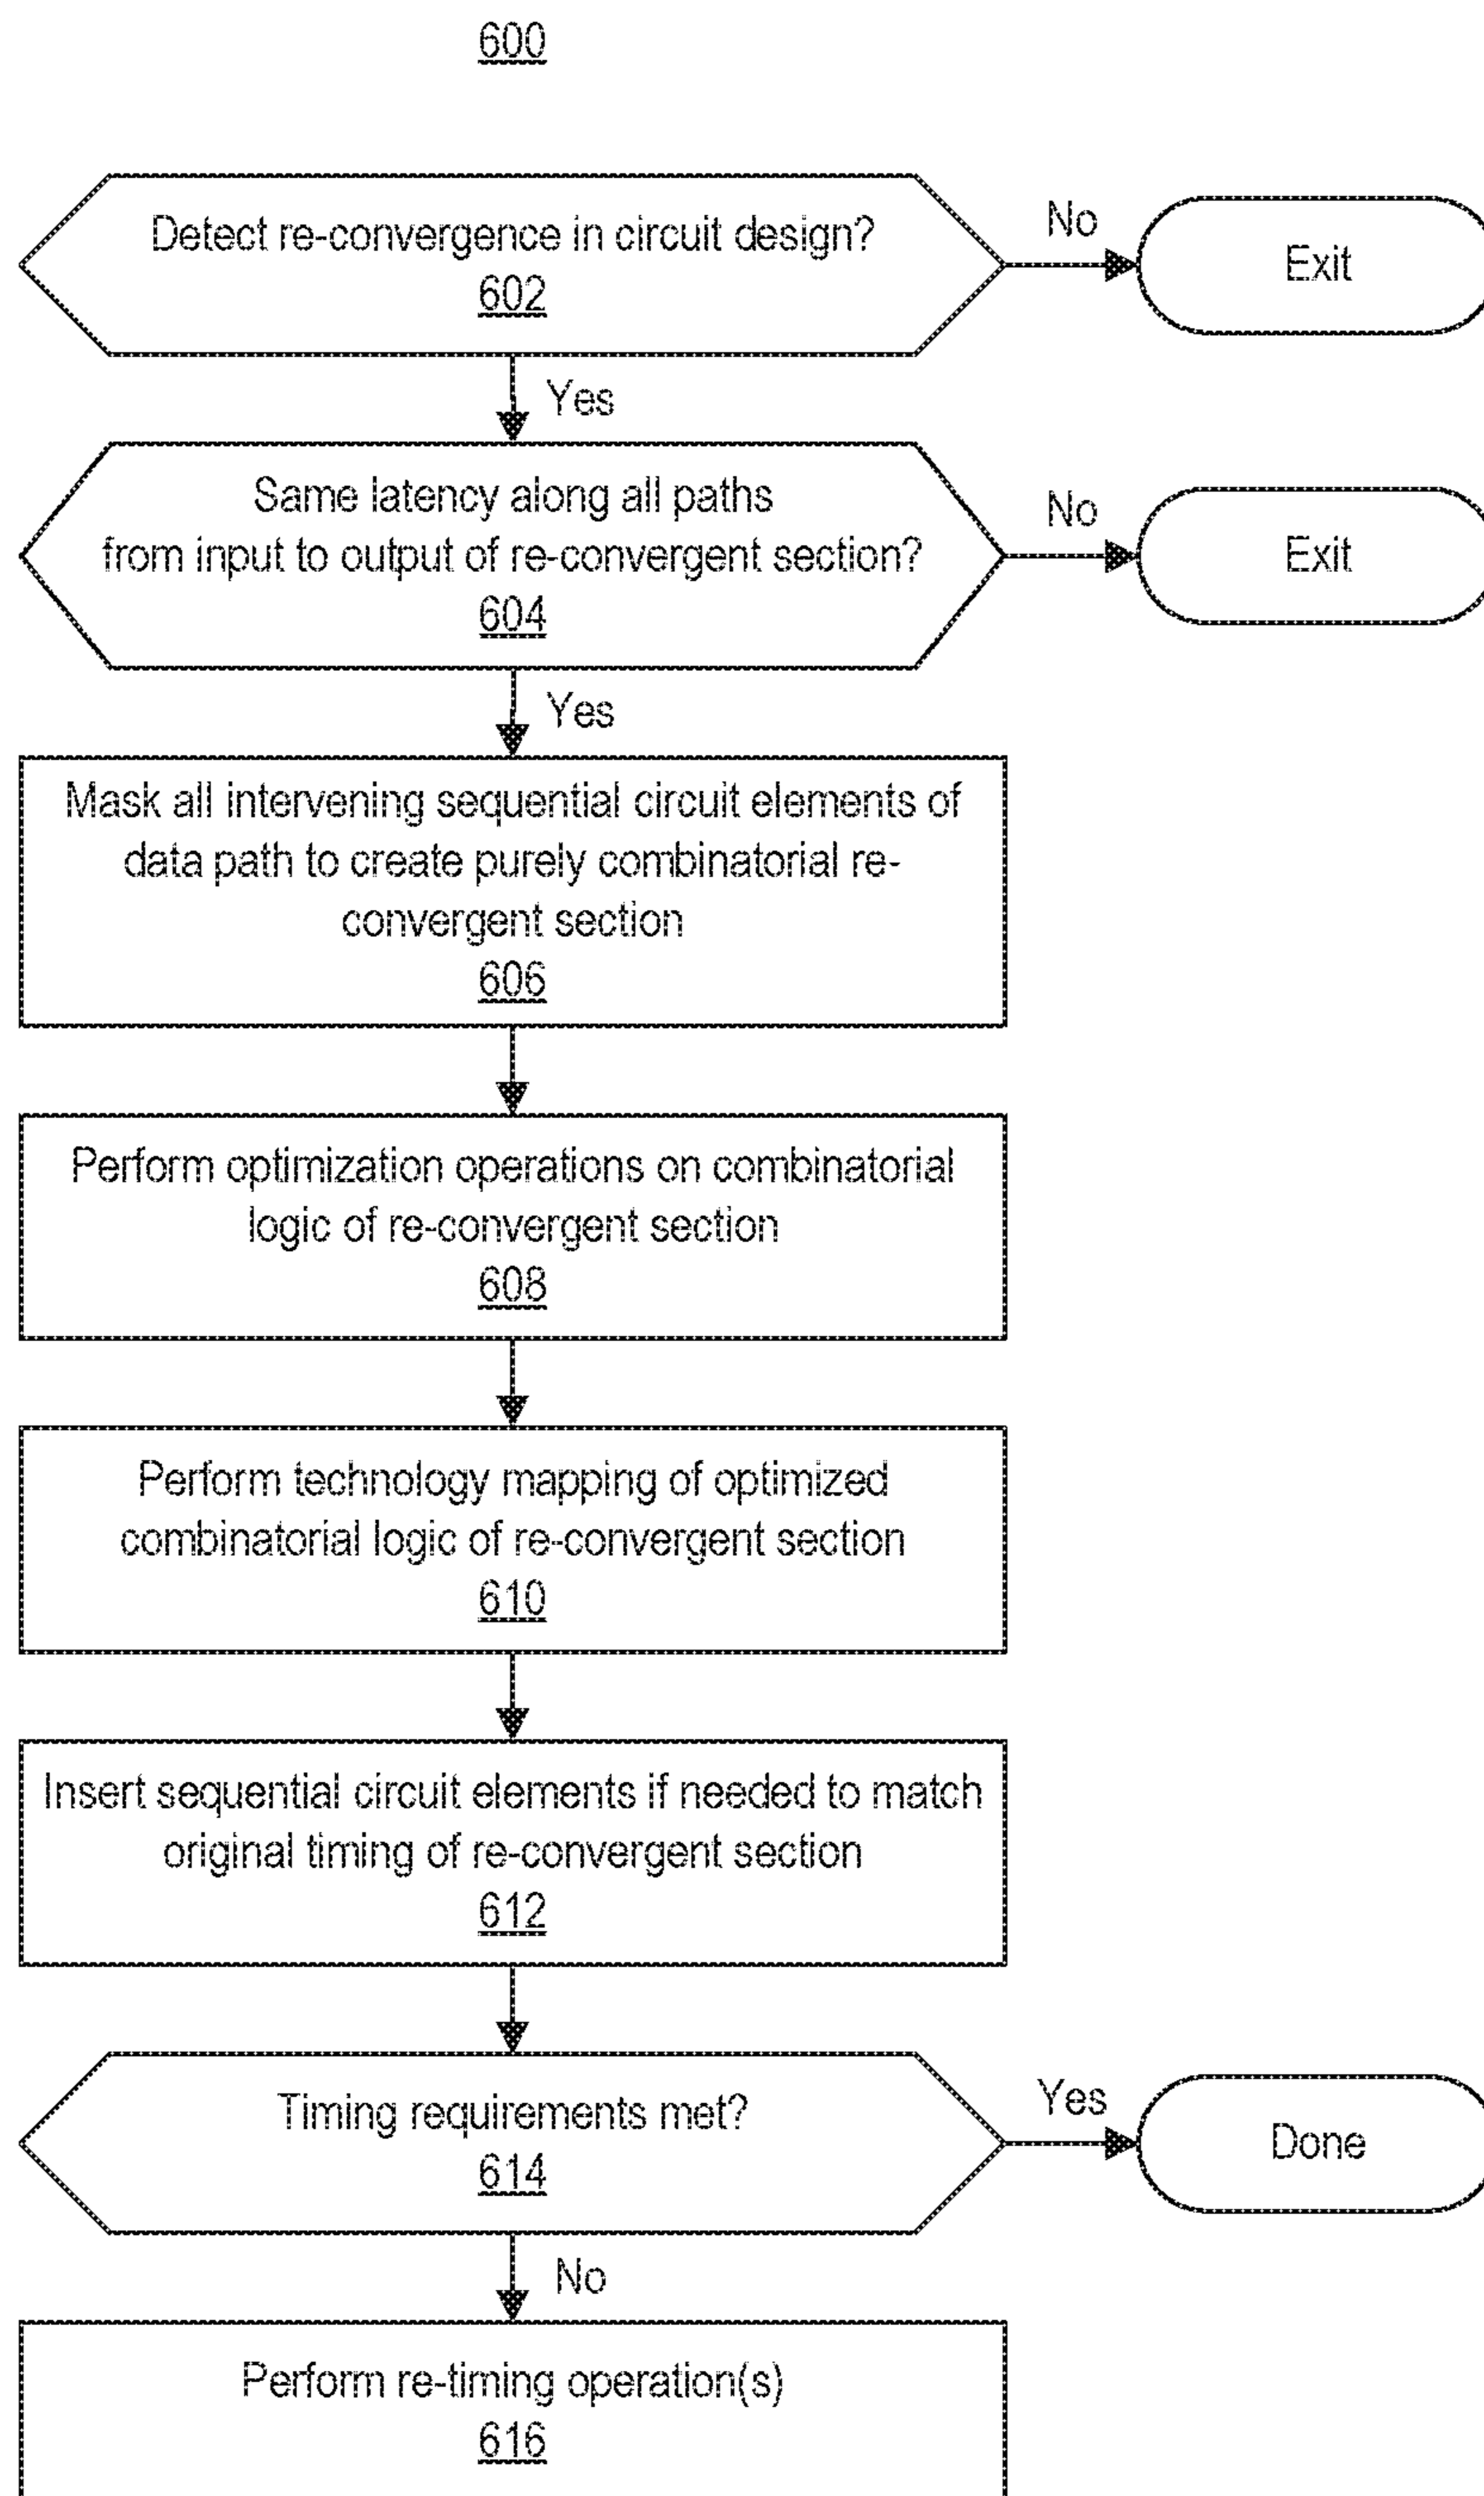 600
Detect re-convergence in circuit design?
602
No
Exit
Yes
Same latency along all paths
from input to output of re-convergent section?
604
No
Exit
Yes
Mask all intervening sequential circuit elements of
data path to create purely combinatorial re-
convergent section
606
Perform optimization operations on combinatorial
logic of re-convergent section
608
Perform technology mapping of optimized
combinatorial logic of re-convergent section
610
Insert sequential circuit elements if needed to match
original timing of re-convergent section
612
Timing requirements met?
614
Yes
Done
No
Perform re-timing operation(s)
616